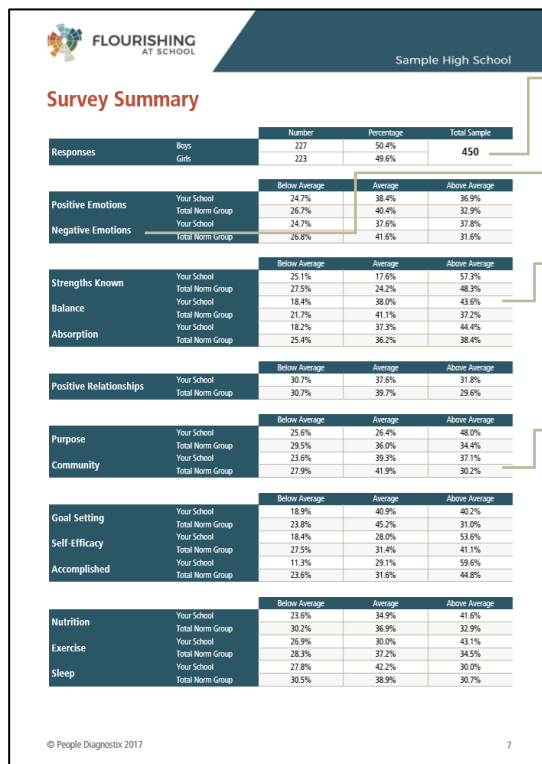 FLOURISHING
AT SCHOOL
Sample High School
Survey Summary
Number Percentage Total Sample
Responses Boys 227 50.4% 450
Girls 223 49.6%
Below Average Average Above Average
Positive Emotions Your School 24.7% 38.4% 36.9%
Total Norm Group 26.7% 40.4% 32.9%
Negative Emotions Your School 24.7% 37.6% 37.8%
Total Norm Group 26.8% 41.6% 31.6%
Below Average Average Above Average
Strengths Known Your School 25.1% 17.6% 57.3%
Total Norm Group 27.5% 24.2% 48.3%
Balance Your School 18.4% 38.0% 43.6%
Total Norm Group 21.7% 41.1% 37.2%
Absorption Your School 18.2% 37.3% 44.4%
Total Norm Group 25.4% 36.2% 38.4%
Below Average Average Above Average
Positive Relationships Your School 30.7% 37.6% 31.8%
Total Norm Group 30.7% 39.7% 29.6%
Below Average Average Above Average
Purpose Your School 25.6% 26.4% 48.0%
Total Norm Group 29.5% 36.0% 34.4%
Community Your School 23.6% 39.3% 37.1%
Total Norm Group 27.9% 41.9% 30.2%
Below Average Average Above Average
Goal Setting Your School 18.9% 40.9% 40.2%
Total Norm Group 23.8% 45.2% 31.0%
Self-Efficacy Your School 18.4% 28.0% 53.6%
Total Norm Group 27.5% 31.4% 41.1%
Accomplished Your School 11.3% 29.1% 59.6%
Total Norm Group 23.6% 31.6% 44.8%
Below Average Average Above Average
Nutrition Your School 23.6% 34.9% 41.6%
Total Norm Group 30.2% 36.9% 32.9%
Exercise Your School 26.9% 30.0% 43.1%
Total Norm Group 28.3% 37.2% 34.5%
Sleep Your School 27.8% 42.2% 30.0%
Total Norm Group 30.5% 38.9% 30.7%
© People Diagnostix 2017 7